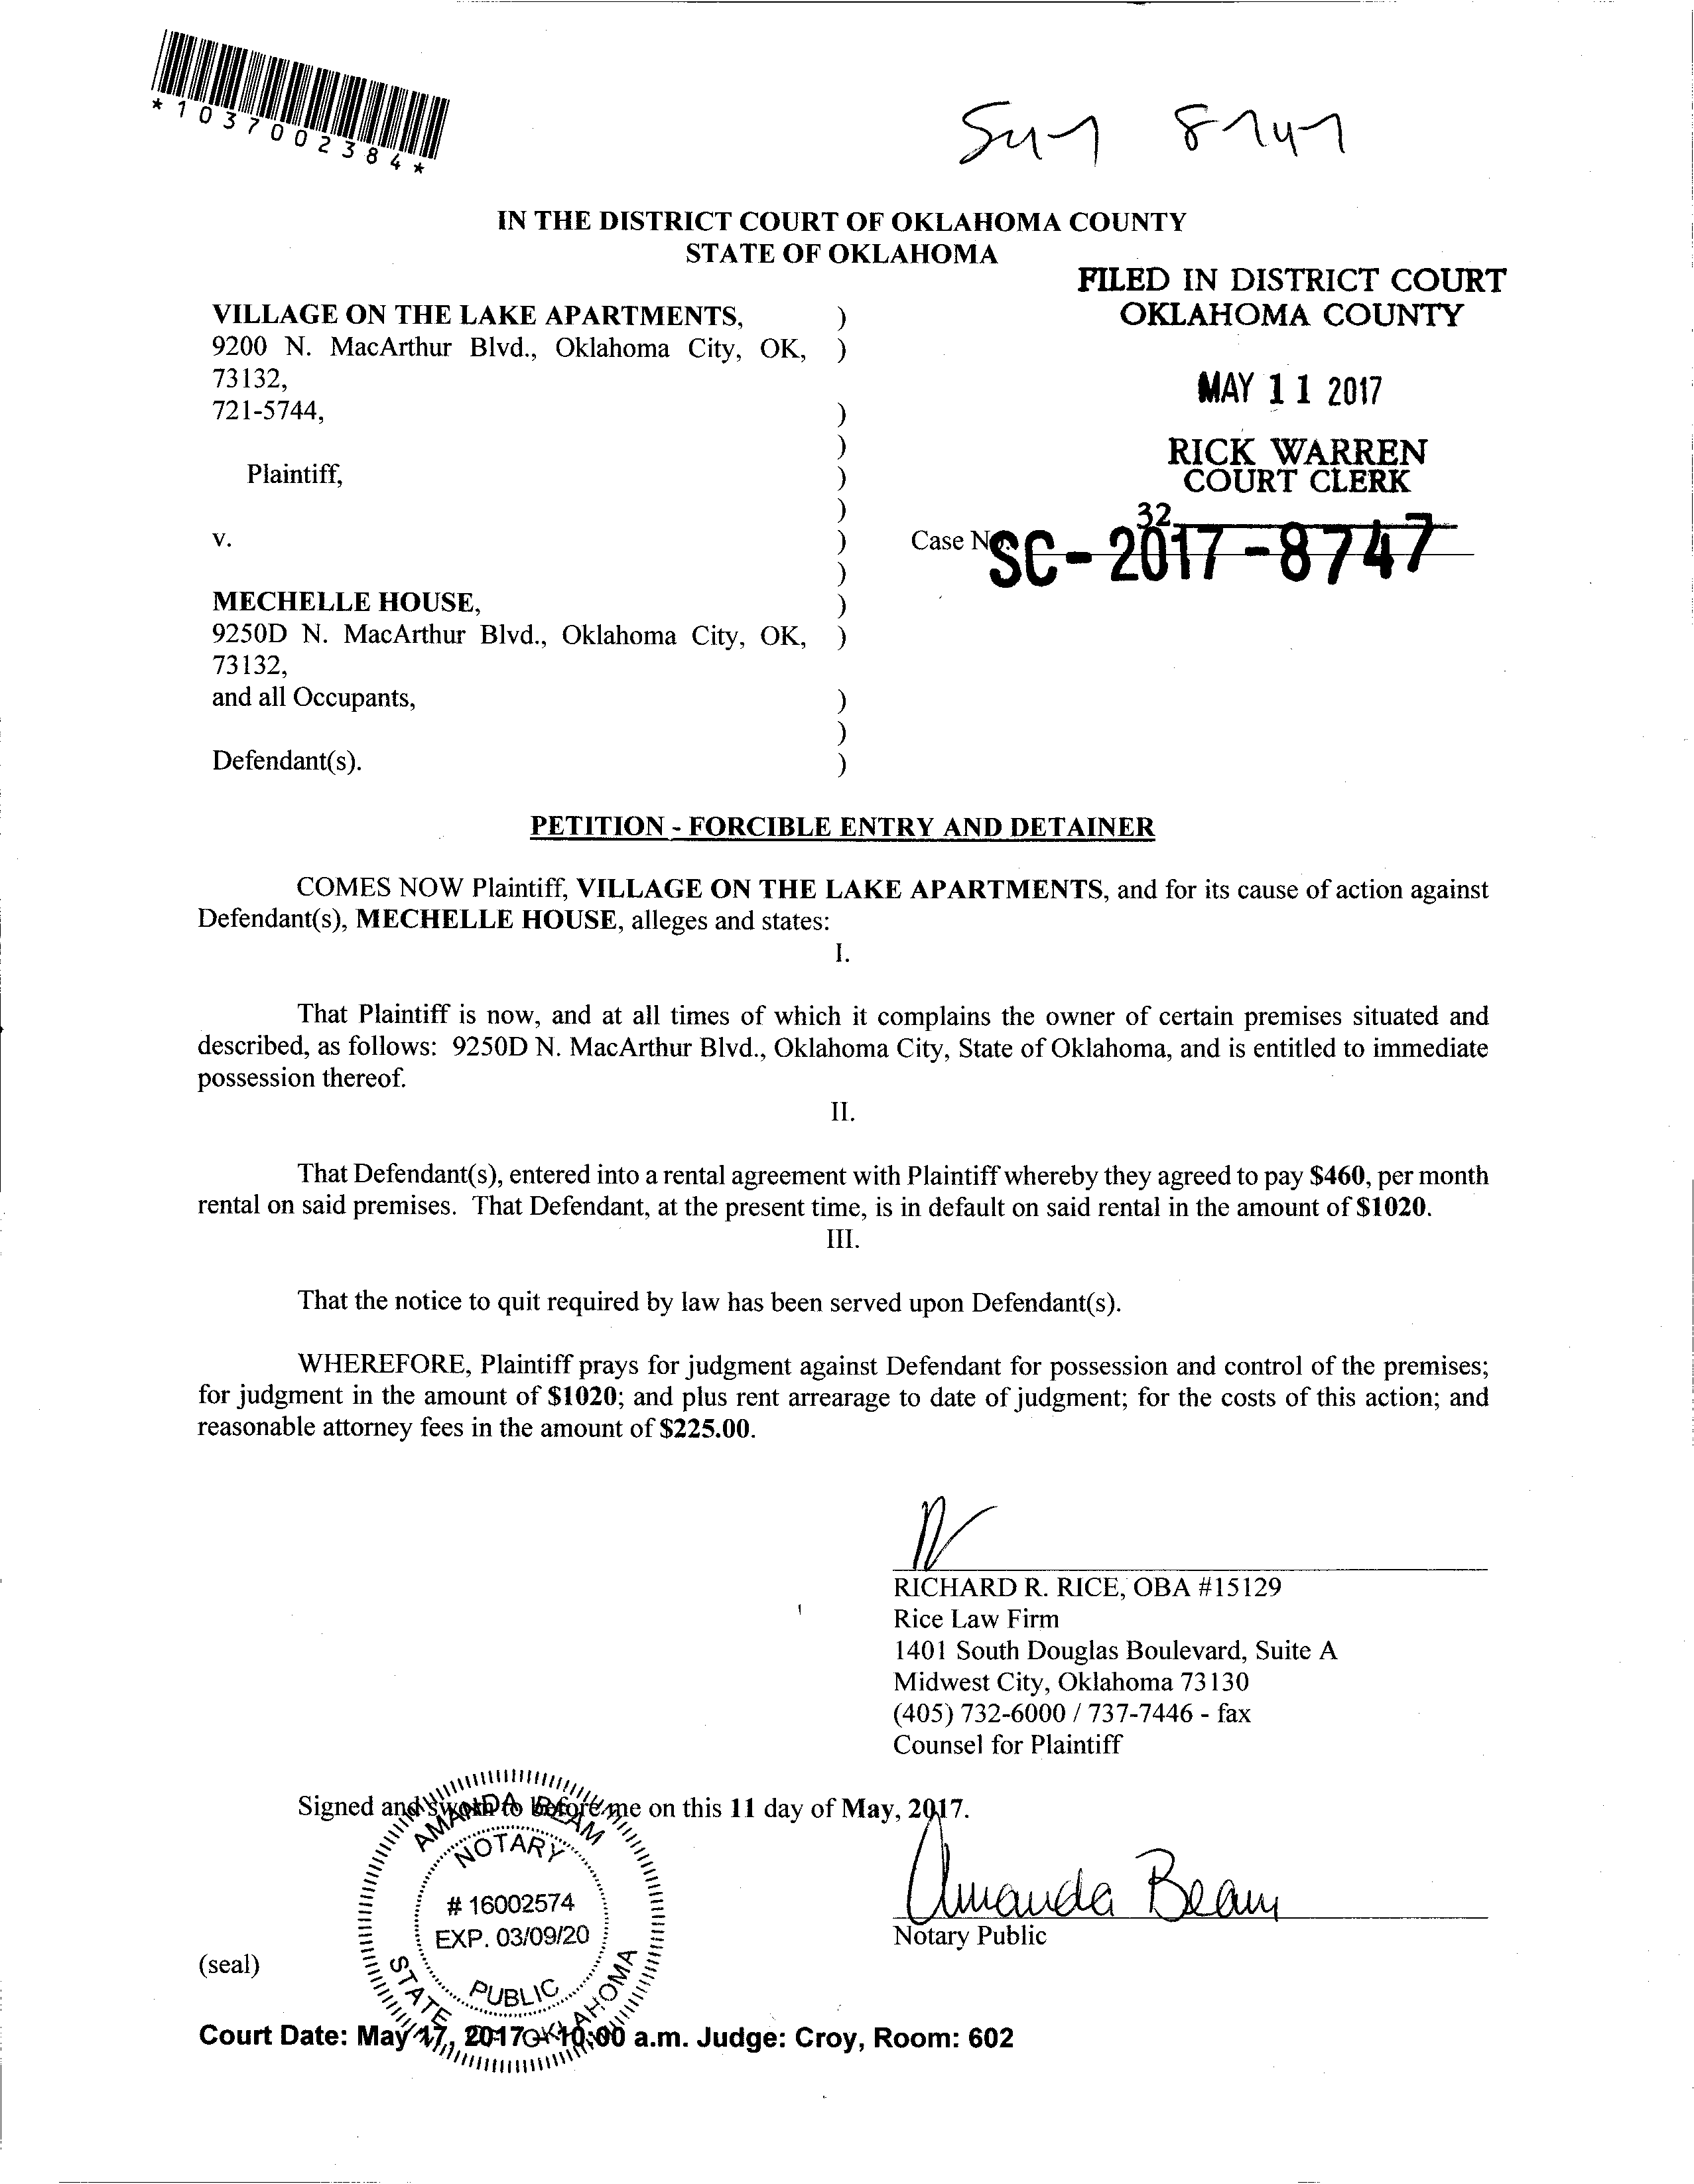 *1037002384*
8747
IN THE DISTRICT COURT OF OKLAHOMA COUNTY
STATE OF OKLAHOMA
FILED IN DISTRICT COURT
OKLAHOMA COUNTY
MAY 11 2017
RICK WARREN
COURT CLERK
32
VILLAGE ON THE LAKE APARTMENTS, )
9200 N. MacArthur Blvd., Oklahoma City, OK, )
73132,
721-5744, )
)
Plaintiff, )
)
v. ) Case No. SC-2017-8747
)
MECHELLE HOUSE, )
9250D N. MacArthur Blvd., Oklahoma City, OK, )
73132,
and all Occupants, )
)
Defendant(s). )
PETITION - FORCIBLE ENTRY AND DETAINER
COMES NOW Plaintiff, VILLAGE ON THE LAKE APARTMENTS, and for its cause of action against
Defendant(s), MECHELLE HOUSE, alleges and states:
I.
That Plaintiff is now, and at all times of which it complains the owner of certain premises situated and
described, as follows: 9250D N. MacArthur Blvd., Oklahoma City, State of Oklahoma, and is entitled to immediate
possession thereof.
II.
That Defendant(s), entered into a rental agreement with Plaintiff whereby they agreed to pay $460, per month
rental on said premises. That Defendant, at the present time, is in default on said rental in the amount of $1020.
III.
That the notice to quit required by law has been served upon Defendant(s).
WHEREFORE, Plaintiff prays for judgment against Defendant for possession and control of the premises;
for judgment in the amount of $1020; and plus rent arrearage to date of judgment; for the costs of this action; and
reasonable attorney fees in the amount of $225.00.
RICHARD R. RICE, OBA #15129
Rice Law Firm
1401 South Douglas Boulevard, Suite A
Midwest City, Oklahoma 73130
(405) 732-6000 / 737-7446 - fax
Counsel for Plaintiff
Signed and sworn to before me on this 11 day of May, 2017.
Amanda Beam
Notary Public
AMANDA BEAM
NOTARY
# 16002574
EXP. 03/09/20
PUBLIC
STATE OF OKLAHOMA
(seal)
Court Date: May 17, 2017 10:00 a.m. Judge: Croy, Room: 602